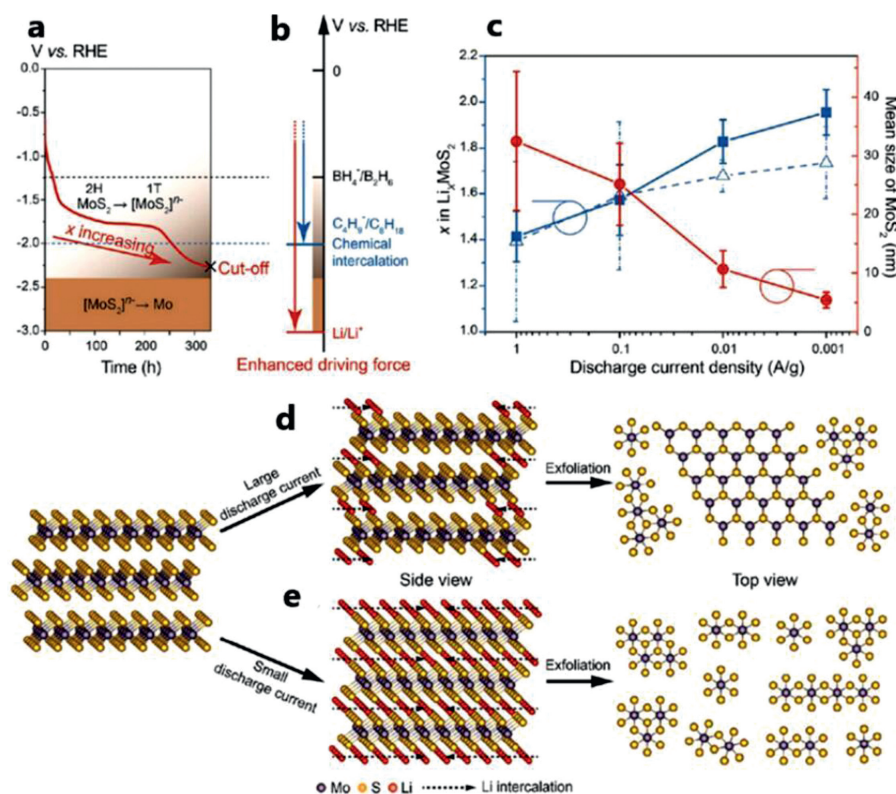 a
V vs. RHE
0.0
-0.5
-1.0
-1.5
-2.0
-2.5
-3.0
2H 1T
MoS₂→[MoS₂]ⁿ⁻
x increasing
Cut-off
[MoS₂]ⁿ⁻→ Mo
0 100 200 300
Time (h)
b
V vs. RHE
0
BH₄⁻/B₂H₆
C₄H₉⁻/C₈H₁₈
Chemical
intercalation
Li/Li⁺
Enhanced driving force
c
x in LiₓMoS₂
2.2
2.0
1.8
1.6
1.4
1.2
1.0
1 0.1 0.01 0.001
Discharge current density (A/g)
40
30
20
10
0
Mean size of MoS₂ (nm)
d
Large
discharge current
Exfoliation
Side view
Top view
e
Small
discharge current
Exfoliation
Mo S Li Li intercalation